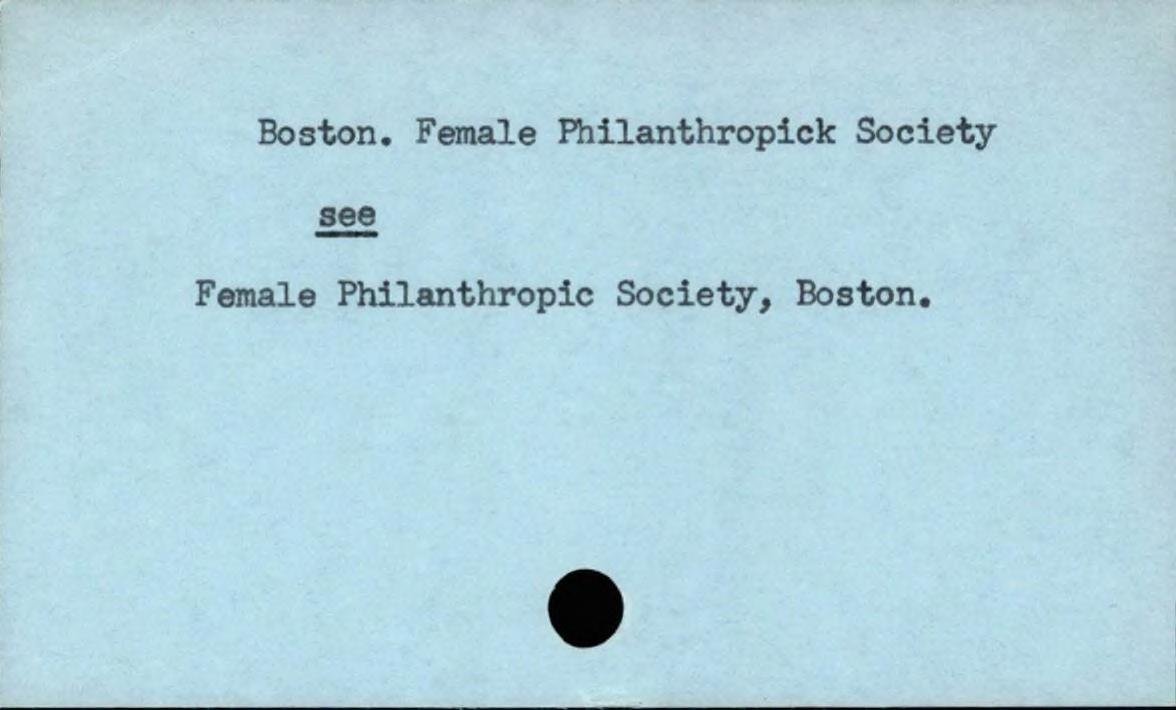 Boston. Female Philanthropick Society
see
Female Philanthropic Society, Boston.